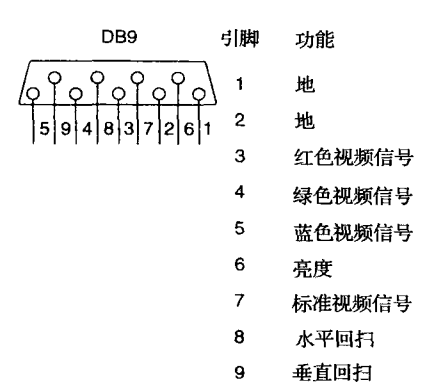 DB9 引脚 功能
5 9 4 8 3 7 2 6 1
1 地
2 地
3 红色视频信号
4 绿色视频信号
5 蓝色视频信号
6 亮度
7 标准视频信号
8 水平回扫
9 垂直回扫